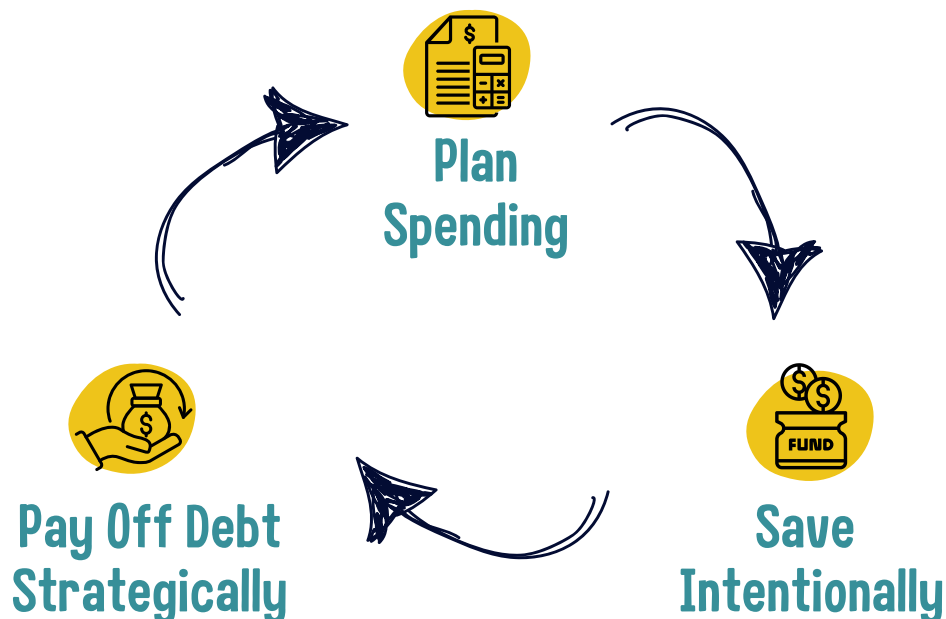 $
Plan
Spending
$
$
FUND
Save
Intentionally
$
Pay Off Debt
Strategically